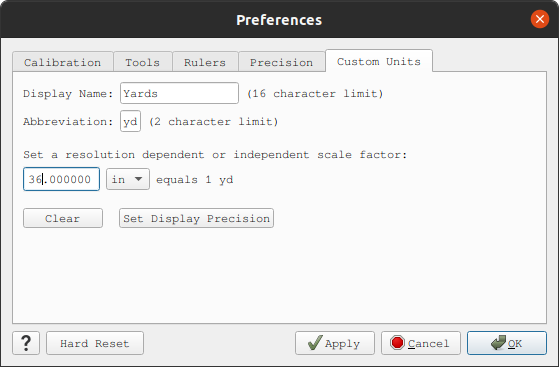 Preferences
Calibration Tools Rulers Precision Custom Units
Display Name: Yards (16 character limit)
Abbreviation: yd (2 character limit)
Set a resolution dependent or independent scale factor:
36.000000 in equals 1 yd
Clear Set Display Precision
? Hard Reset Apply Cancel OK